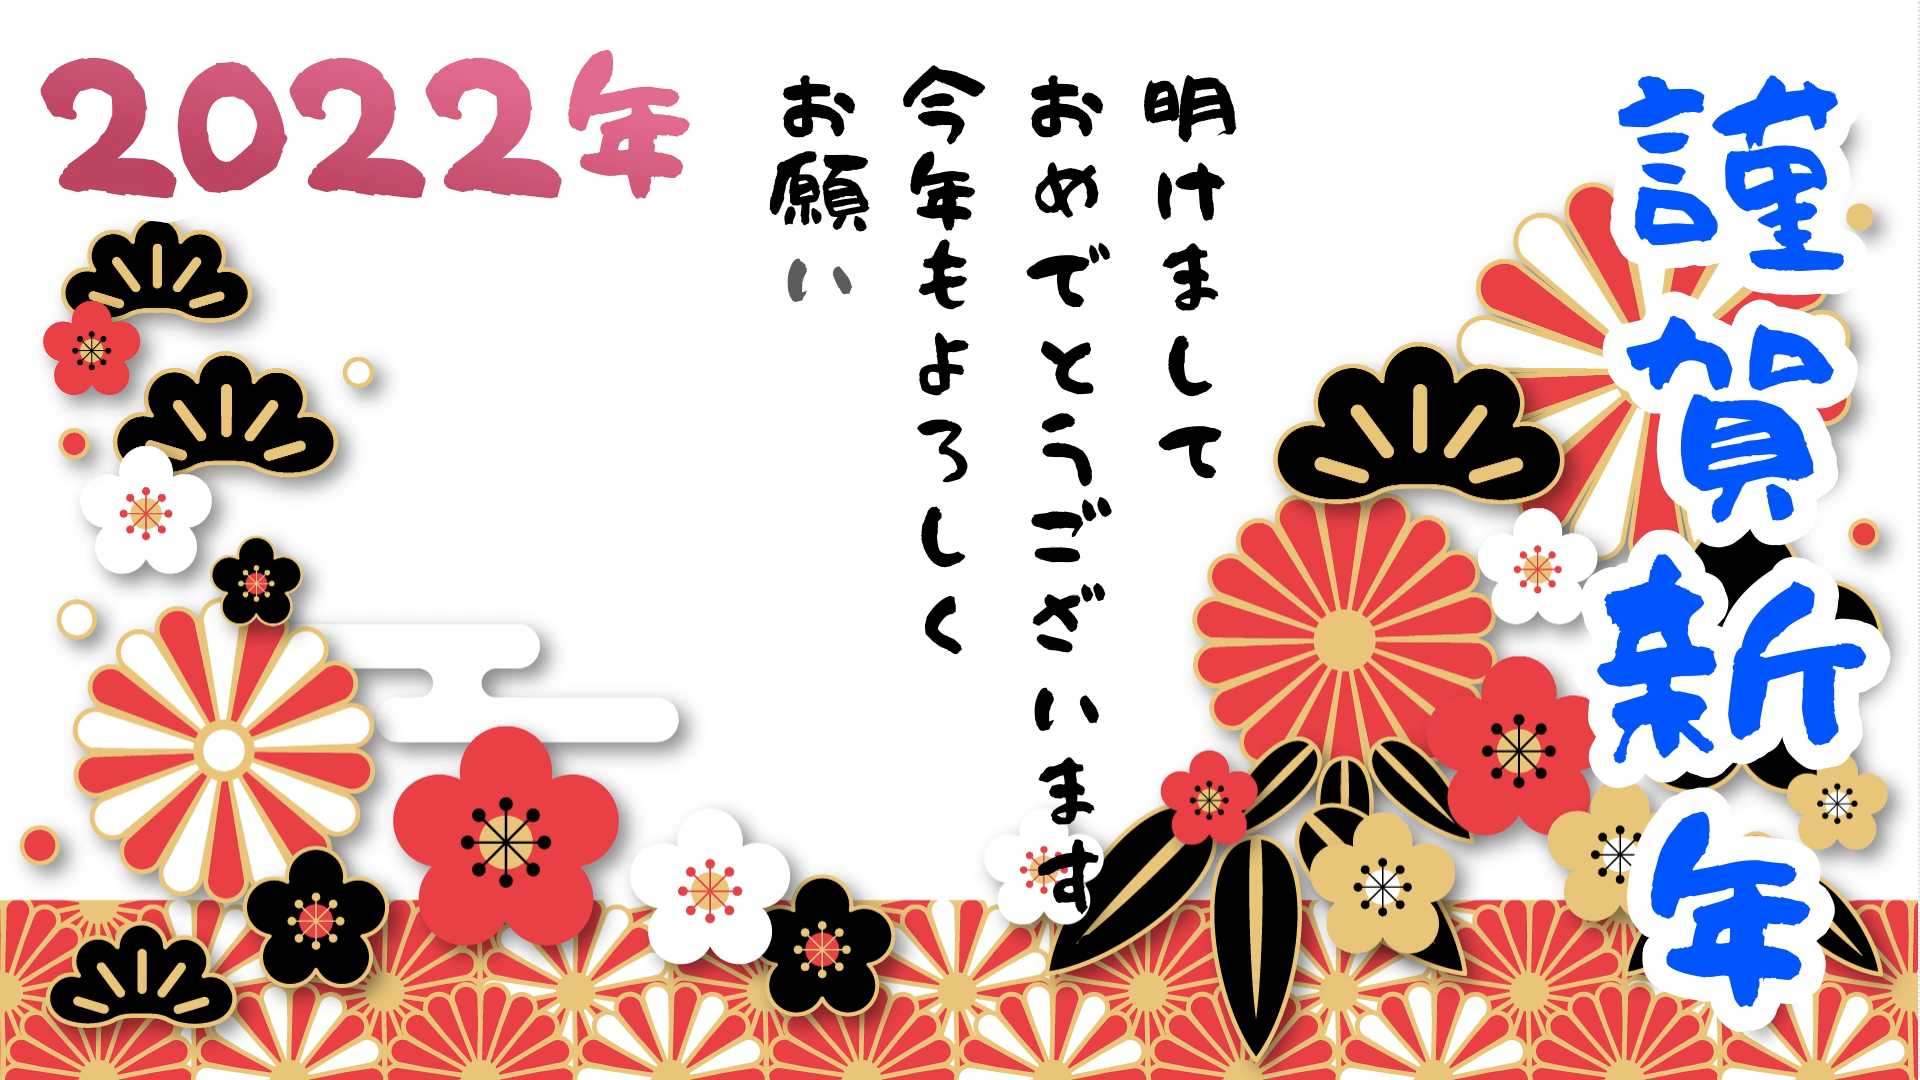 謹賀新年
明けまして
おめでとうございます
今年もよろしく
お願い
2022年